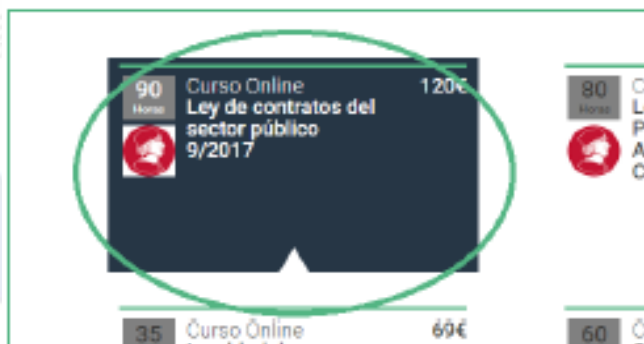 90
Horas
Curso Online
120€
Ley de contratos del
sector público
9/2017
80
C
L
P
A
C
35
Curso Online
69€
60